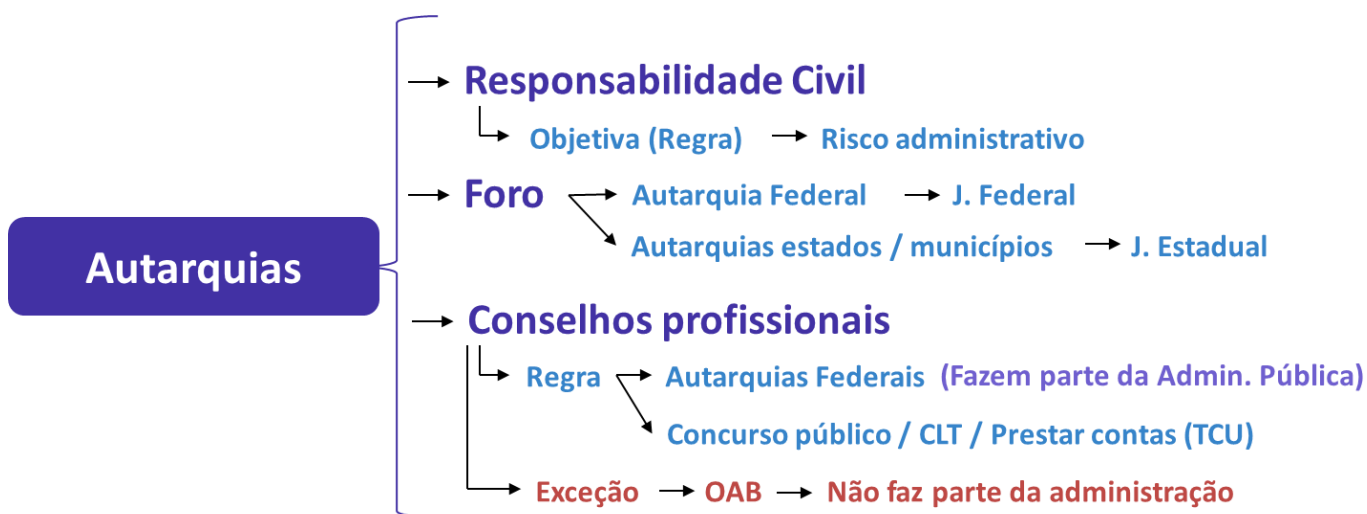 Responsabilidade Civil
Objetiva (Regra) Risco administrativo
Foro Autarquia Federal J. Federal
Autarquias estados / municípios J. Estadual
Autarquias
Conselhos profissionais
Regra Autarquias Federais (Fazem parte da Admin. Pública)
Concurso público / CLT / Prestar contas (TCU)
Exceção OAB Não faz parte da administração